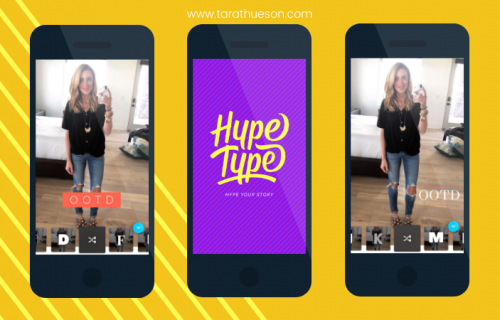 www.tarathueson.com
OOTD
D
F
Hype
Type
HYPE YOUR STORY
OOTD
K
M